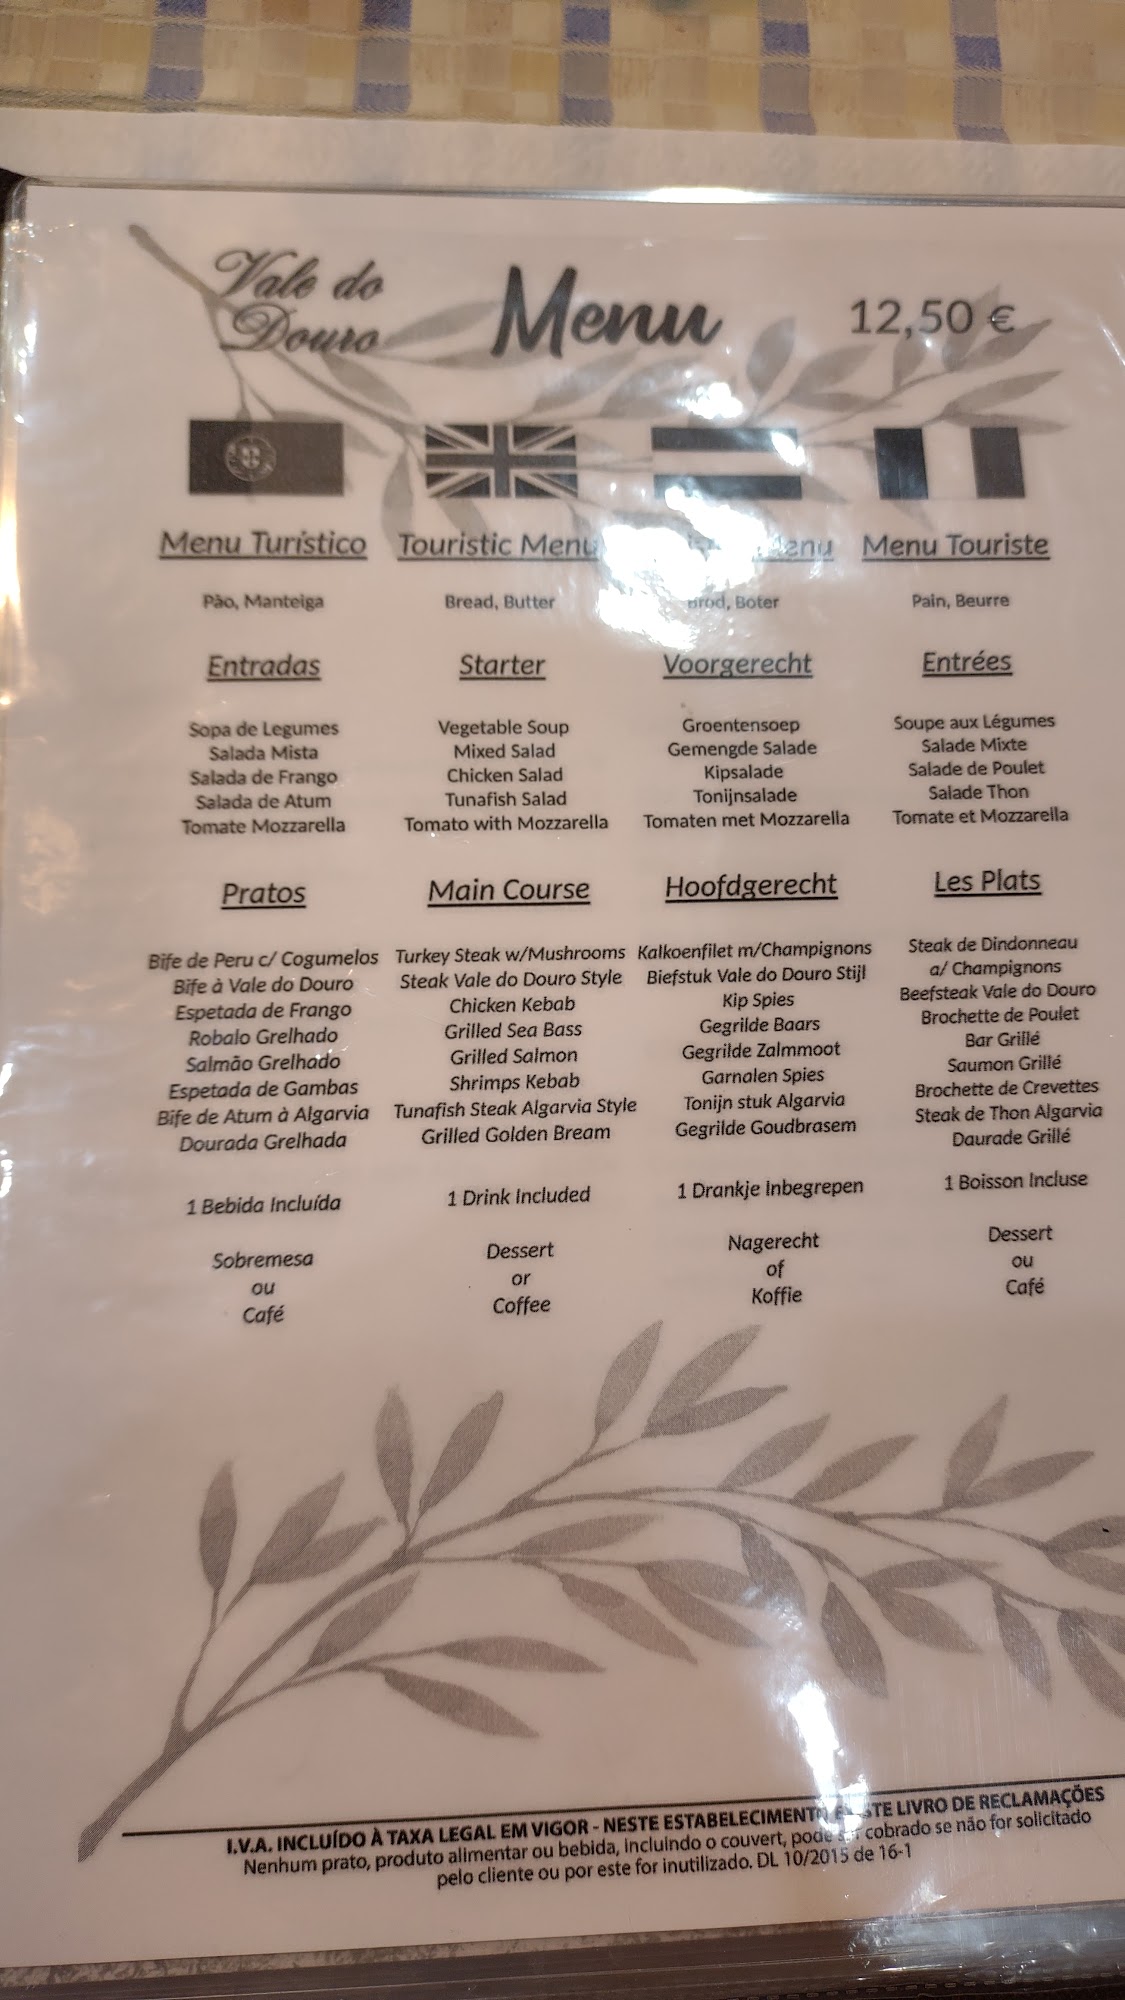 Vale do
Douro
Menu
12,50 €
Menu Turístico
Pão, Manteiga
Entradas
Sopa de Legumes
Salada Mista
Salada de Frango
Salada de Atum
Tomate Mozzarella
Pratos
Bife de Peru c/ Cogumelos
Bife à Vale do Douro
Espetada de Frango
Robalo Grelhado
Salmão Grelhado
Espetada de Gambas
Bife de Atum à Algarvia
Dourada Grelhada
1 Bebida Incluída
Sobremesa
ou
Café
Touristic Menu
Bread, Butter
Starter
Vegetable Soup
Mixed Salad
Chicken Salad
Tunafish Salad
Tomato with Mozzarella
Main Course
Turkey Steak w/Mushrooms
Steak Vale do Douro Style
Chicken Kebab
Grilled Sea Bass
Grilled Salmon
Shrimps Kebab
Tunafish Steak Algarvia Style
Grilled Golden Bream
1 Drink Included
Dessert
or
Coffee
Menu
Brod, Boter
Voorgerecht
Groentensoep
Gemengde Salade
Kipsalade
Tonijnsalade
Tomaten met Mozzarella
Hoofdgerecht
Kalkoenfilet m/Champignons
Biefstuk Vale do Douro Stijl
Kip Spies
Gegrilde Baars
Gegrilde Zalmmoot
Garnalen Spies
Tonijn stuk Algarvia
Gegrilde Goudbrasem
1 Drankje Inbegrepen
Nagerecht
of
Koffie
Menu Touriste
Pain, Beurre
Entrées
Soupe aux Légumes
Salade Mixte
Salade de Poulet
Salade Thon
Tomate et Mozzarella
Les Plats
Steak de Dindonneau
a/ Champignons
Beefsteak Vale do Douro
Brochette de Poulet
Bar Grillé
Saumon Grillé
Brochette de Crevettes
Steak de Thon Algarvia
Daurade Grillé
1 Boisson Incluse
Dessert
ou
Café
I.V.A. INCLUÍDO À TAXA LEGAL EM VIGOR - NESTE ESTABELECIMENTO EXISTE LIVRO DE RECLAMAÇÕES
Nenhum prato, produto alimentar ou bebida, incluindo o couvert, pode ser cobrado se não for solicitado
pelo cliente ou por este for inutilizado. DL 10/2015 de 16-1